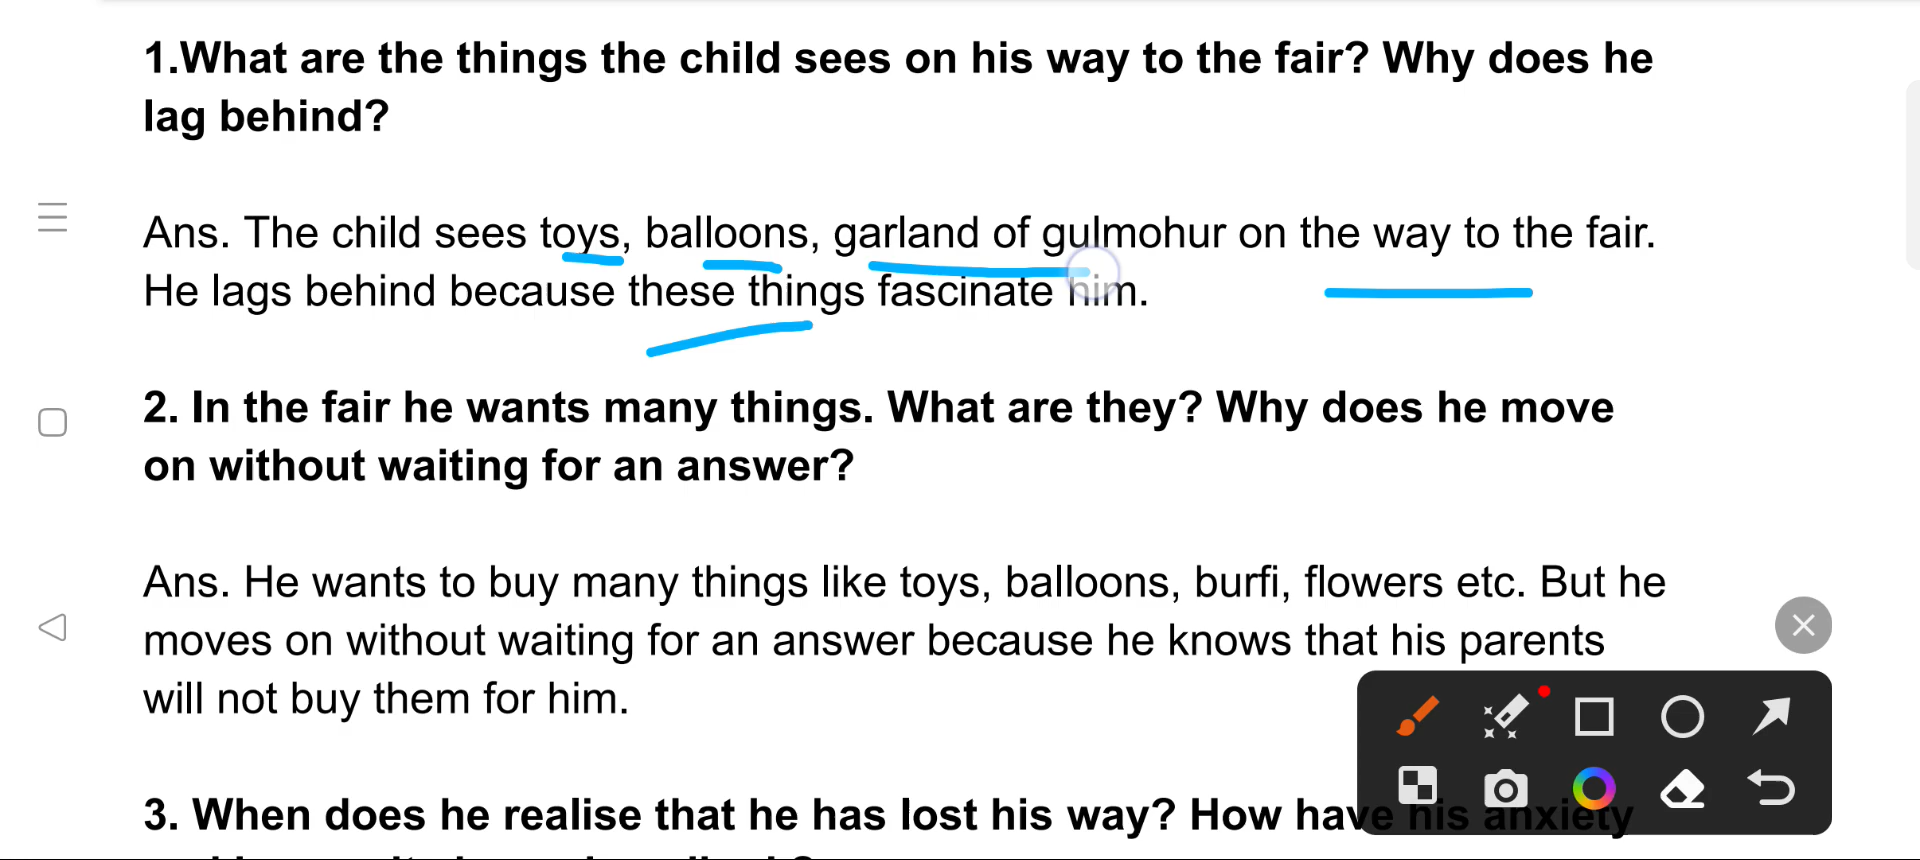 1.What are the things the child sees on his way to the fair? Why does he
lag behind?
Ans. The child sees toys, balloons, garland of gulmohur on the way to the fair.
He lags behind because these things fascinate him.
2. In the fair he wants many things. What are they? Why does he move
on without waiting for an answer?
Ans. He wants to buy many things like toys, balloons, burfi, flowers etc. But he
moves on without waiting for an answer because he knows that his parents
will not buy them for him.
3. When does he realise that he has lost his way? How have his anxiety